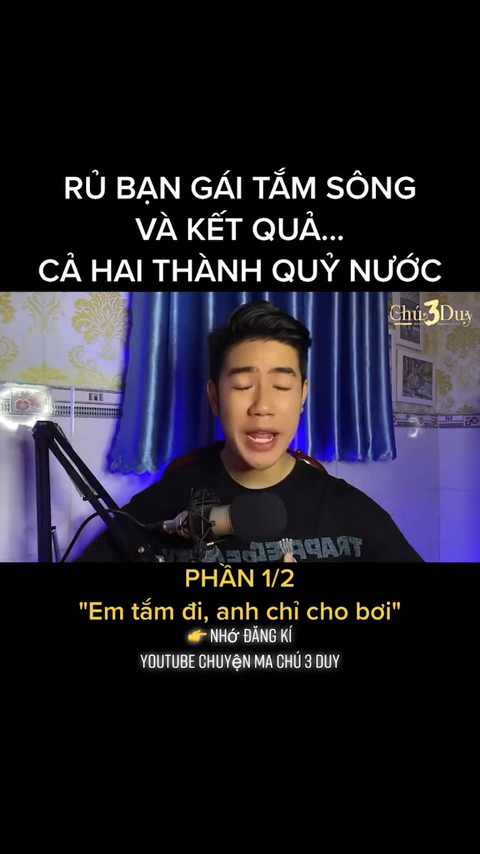 RỦ BẠN GÁI TẮM SÔNG
VÀ KẾT QUẢ...
CẢ HAI THÀNH QUỶ NƯỚC
Chú 3 Duy
TRAPPED
PHẦN 1/2
"Em tắm đi, anh chỉ cho bơi"
👉 NHớ ĐĂNG KÍ
YOUTUBE CHUYệN MA CHÚ 3 DUY